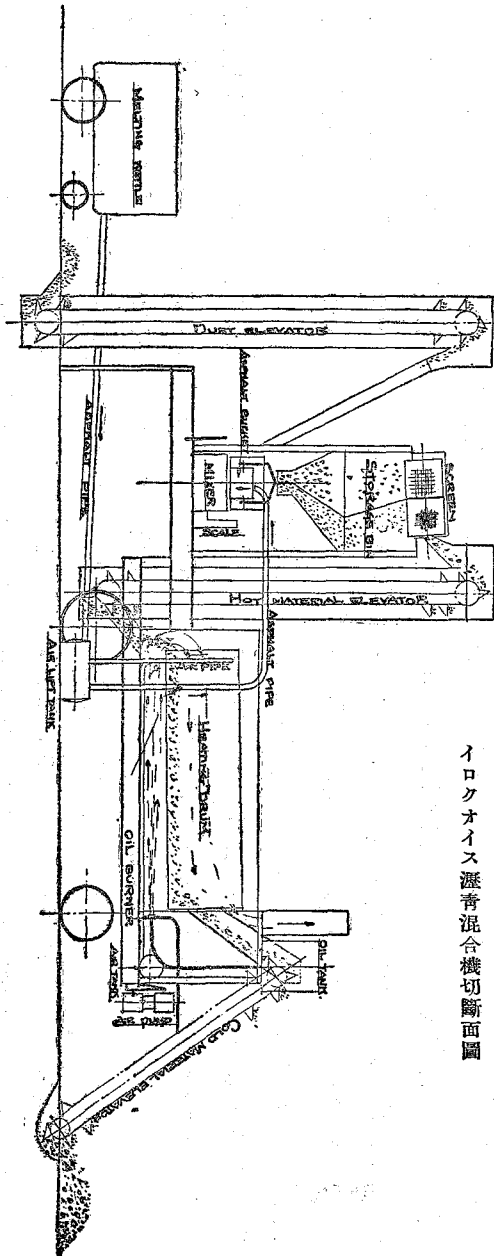 イロクオイス瀝青混合機切斷面圖
MELTING KETTLE
DUST ELEVATOR
ASPHALT PIPE
ASPHALT BUCKET
MIXER
SCALE
STORAGE BIN
SCREEN
HOT MATERIAL ELEVATOR
ASPHALT PIPE
AIR PIPE
AIR LIFT TANK
HEATING DRUM
OIL BURNER
OIL TANK
AIR TANK
COLD MATERIAL ELEVATOR